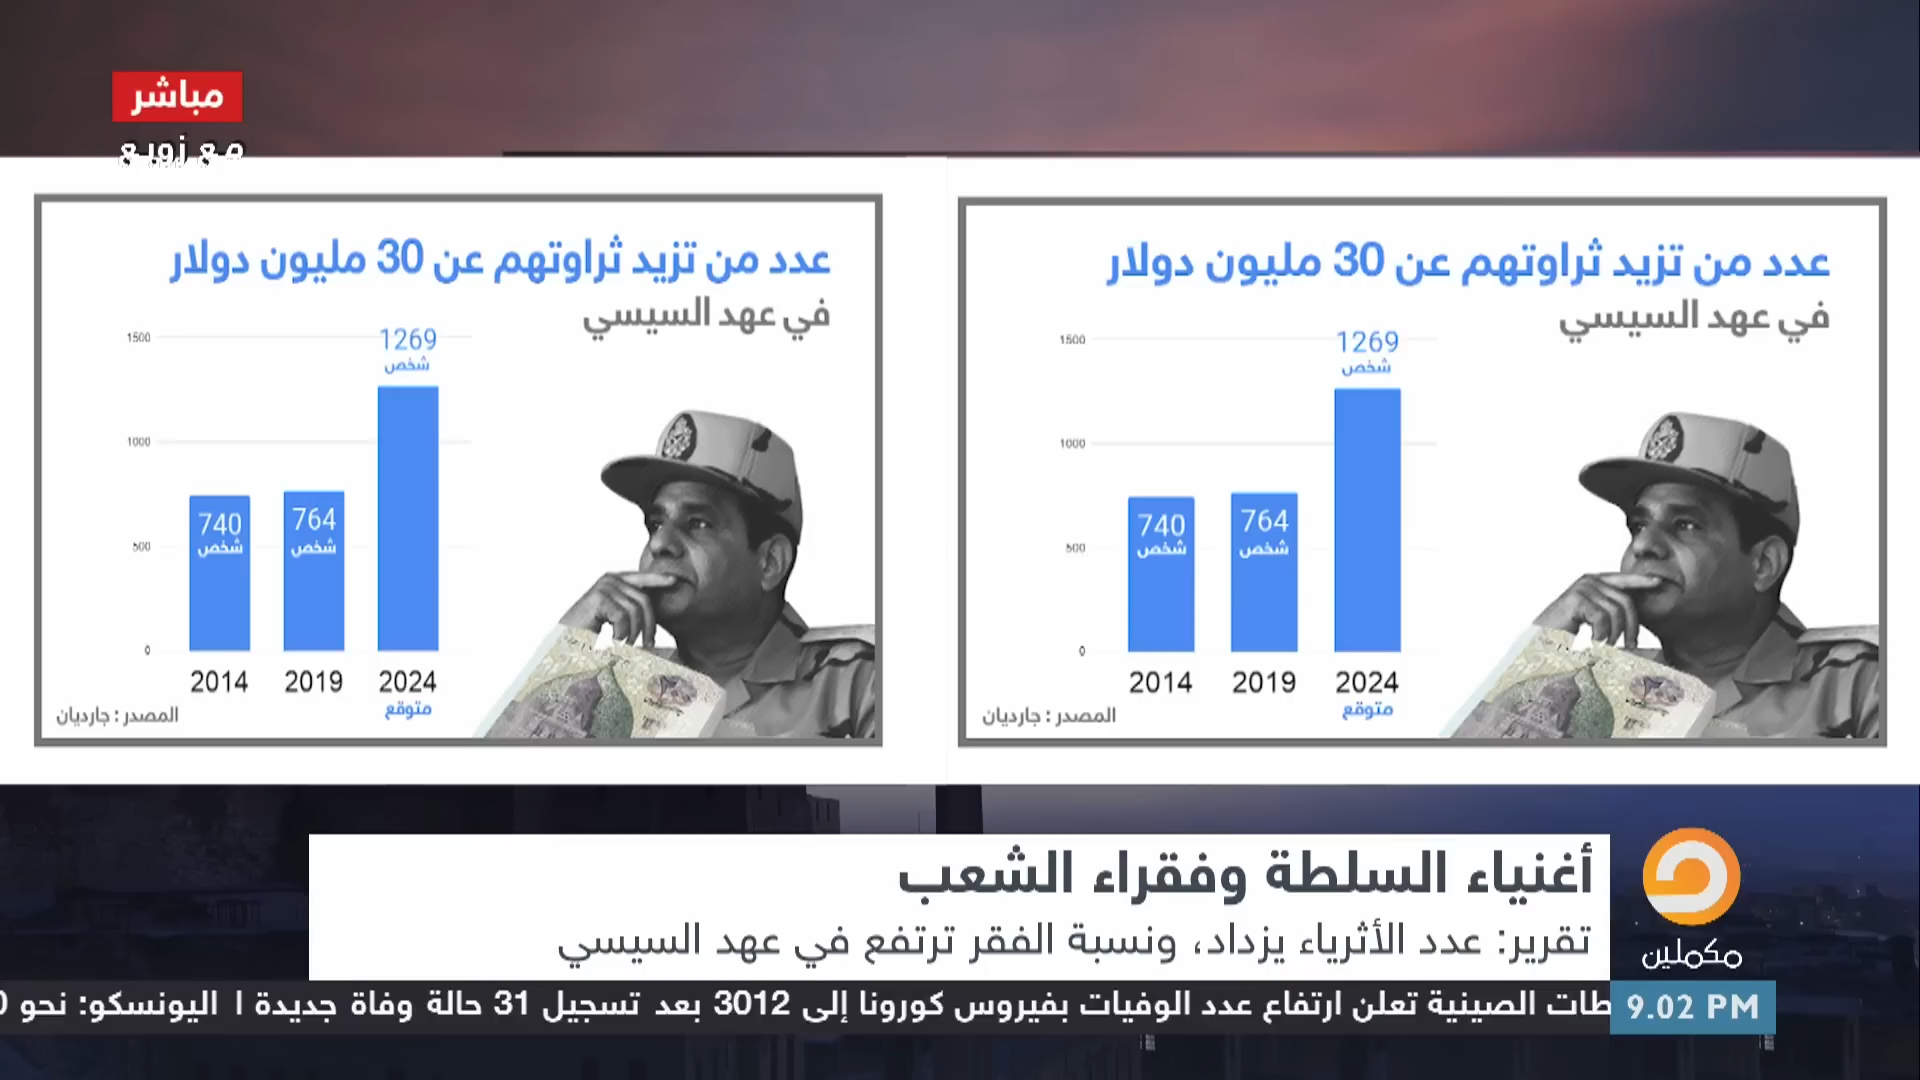 مباشر
عدد من تزيد ثراوتهم عن 30 مليون دولار
في عهد السيسي
1500
1269
شخص
1000
740
شخص
764
شخص
500
0
2014
2019
2024
متوقع
المصدر : جارديان
عدد من تزيد ثراوتهم عن 30 مليون دولار
في عهد السيسي
1500
1269
شخص
1000
740
شخص
764
شخص
500
0
2014
2019
2024
متوقع
المصدر : جارديان
أغنياء السلطة وفقراء الشعب
تقرير: عدد الأثرياء يزداد، ونسبة الفقر ترتفع في عهد السيسي
مكملين
طات الصينية تعلن ارتفاع عدد الوفيات بفيروس كورونا إلى 3012 بعد تسجيل 31 حالة وفاة جديدة | اليونسكو: نحو
9.02 PM